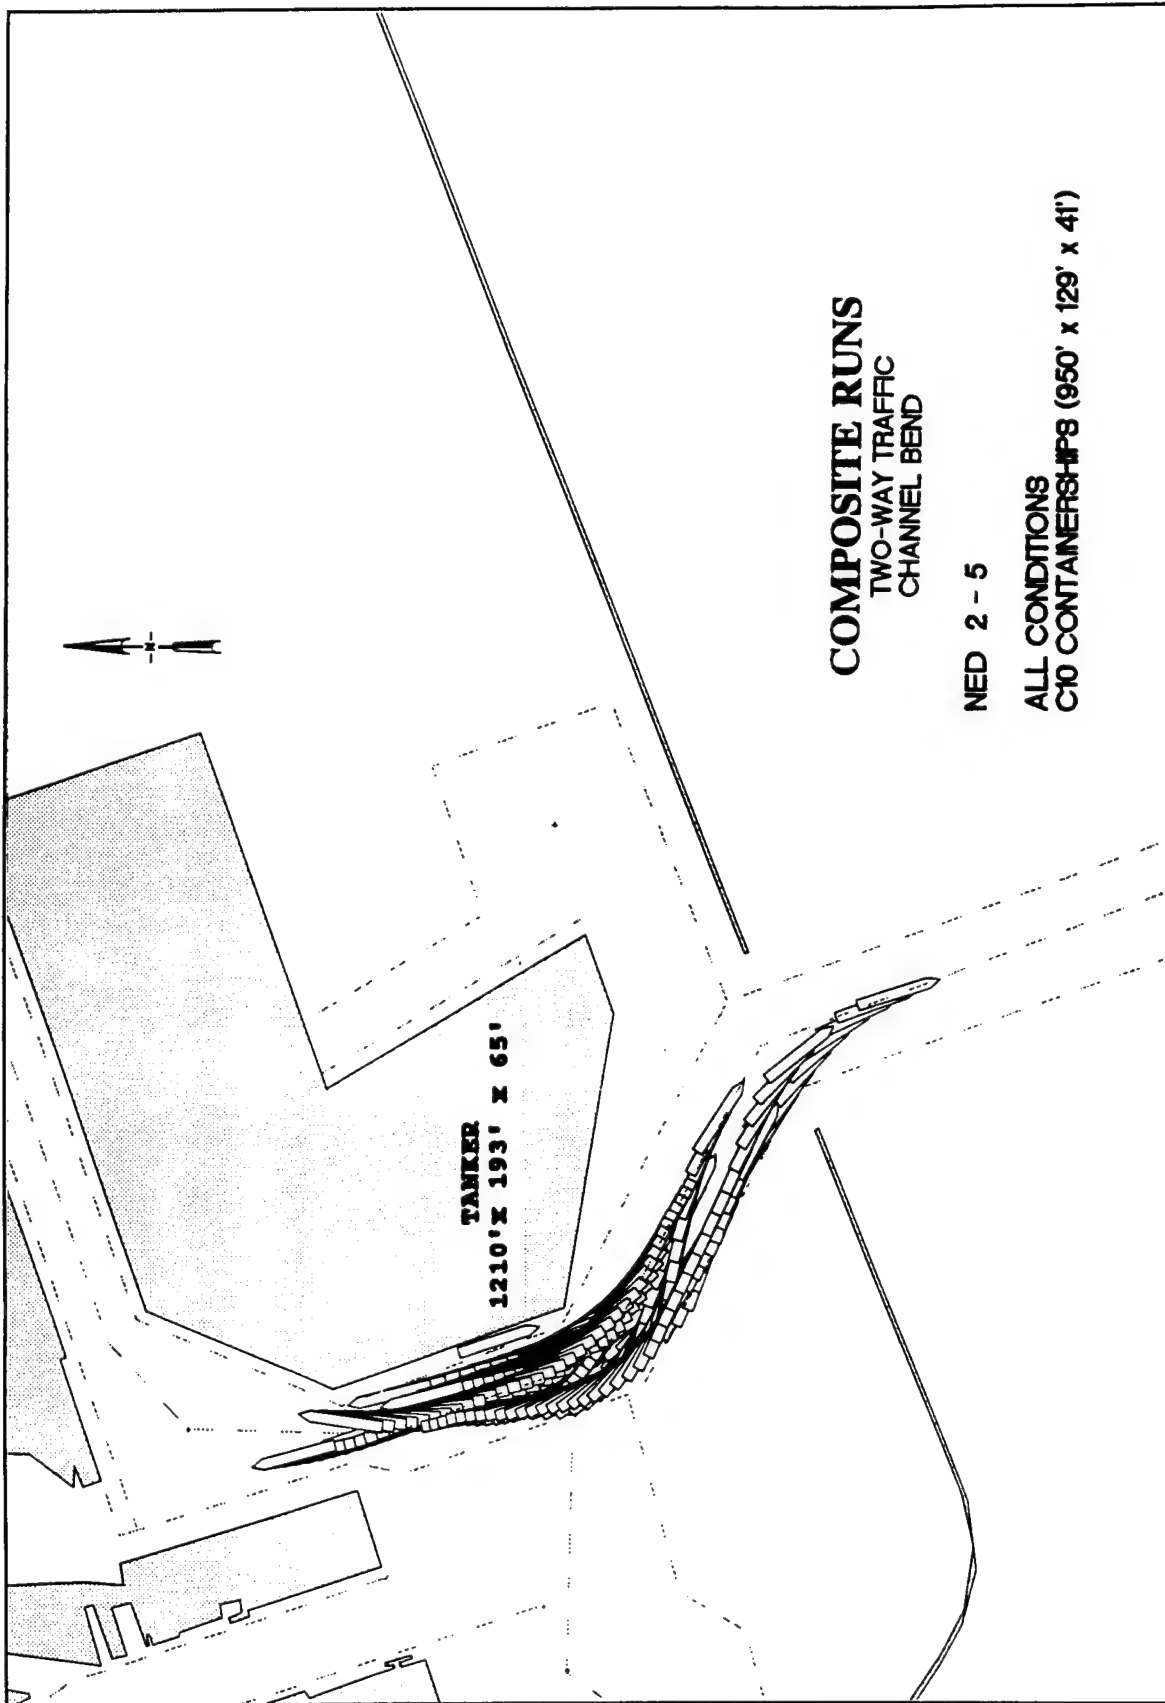 TANKER
1210'X 193' X 65'
COMPOSITE RUNS
TWO-WAY TRAFFIC
CHANNEL BEND
NED 2 - 5
ALL CONDITIONS
C10 CONTAINERSHIPS (950' x 129' x 41')